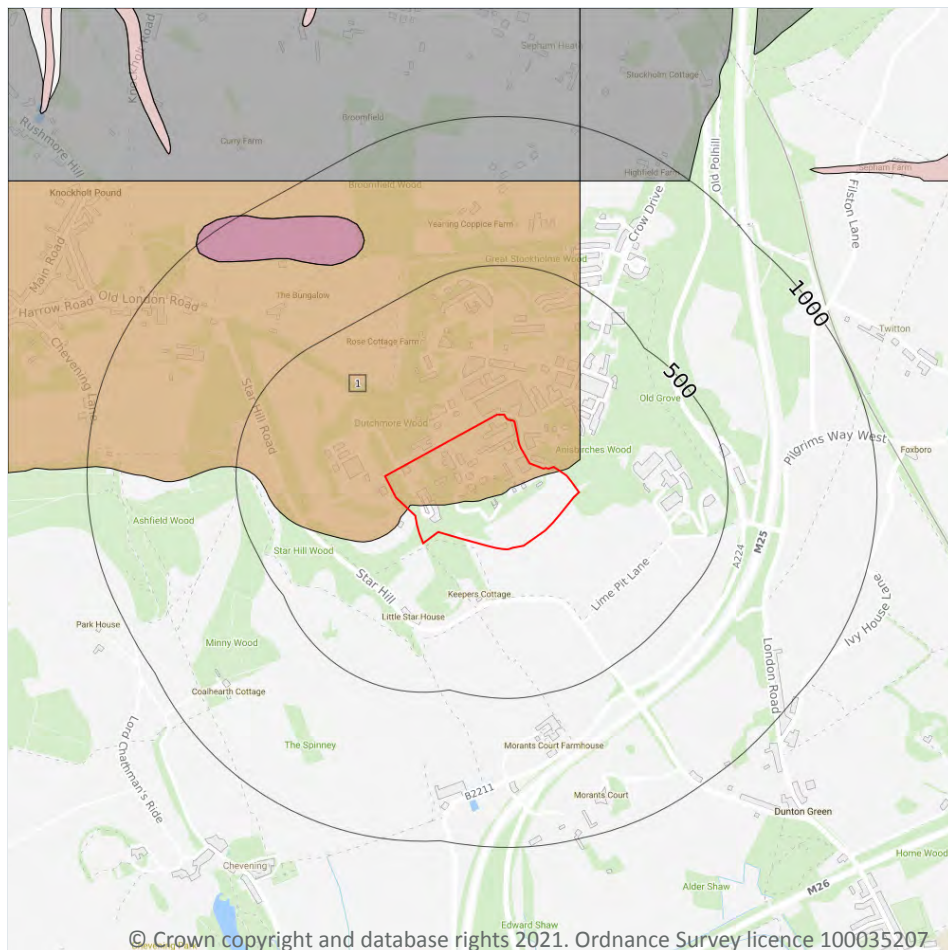 Sepham Heath
Stockholm Cottage
Knockholt Road
Rushmore Hill
Broomfield
Curry Farm
Old Polhill
Highfield Farm
Sepham Farm
Filston Lane
Knockholt Pound
Broomfield Wood
Main Road
Yearling Coppice Farm
Crow Drive
Great Stockholme Wood
1000
Harrow Road
Old London Road
The Bungalow
Twitton
Rose Cottage Farm
Chevening Lane
Star Hill Road
1
500
Old Grove
Dutchmore Wood
Pilgrims Way West
Foxboro
Ashfield Wood
A224
M25
Star Hill Wood
Star Hill
Lime Pit Lane
Keepers Cottage
Little Star House
Ivy House Lane
Park House
Minny Wood
London Road
Coalhearth Cottage
Lord Chatham's Ride
The Spinney
Morants Court Farmhouse
B2211
Morants Court
Dunton Green
Home Wood
Chevening
Alder Shaw
M26
Edward Shaw
© Crown copyright and database rights 2021. Ordnance Survey licence 100035207